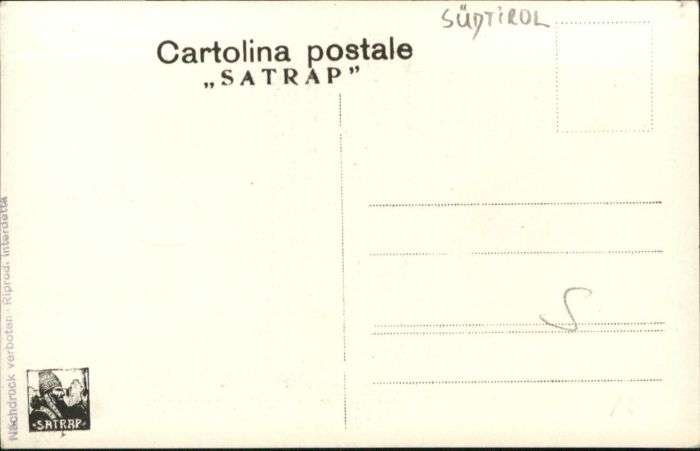 SÜDTIROL
Cartolina postale
„SATRAP”
S
Nachdruck verboten - Riprod. interdetta
SATRAP